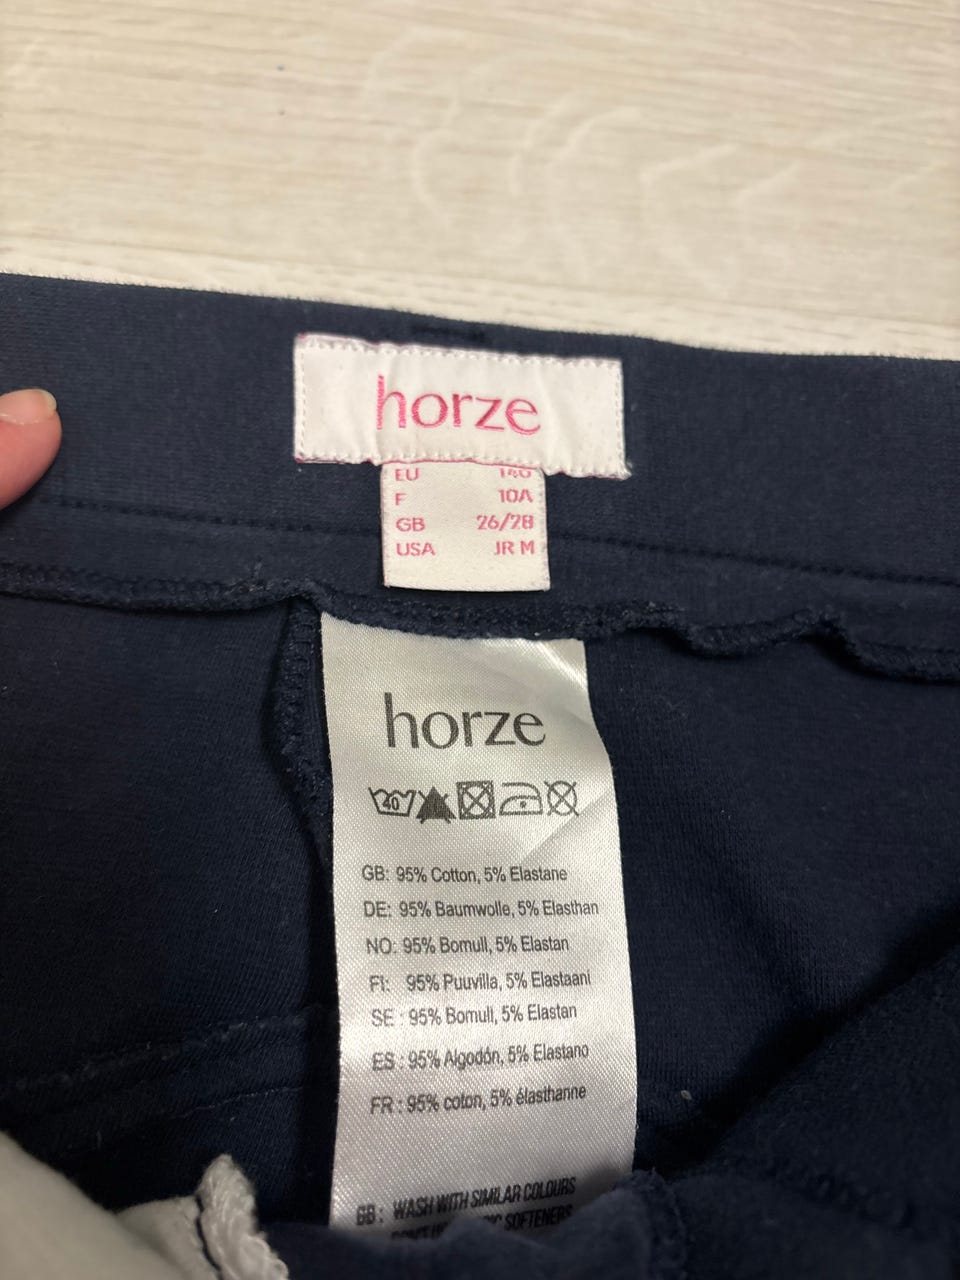 horze
EU 140
F 10A
GB 26/28
USA JR M
horze
40
GB: 95% Cotton, 5% Elastane
DE: 95% Baumwolle, 5% Elasthan
NO: 95% Bomull, 5% Elastan
FI: 95% Puuvilla, 5% Elastaani
SE : 95% Bomull, 5% Elastan
ES : 95% Algodón, 5% Elastano
FR : 95% coton, 5% élasthanne
GB : WASH WITH SIMILAR COLOURS
SOFTENERS